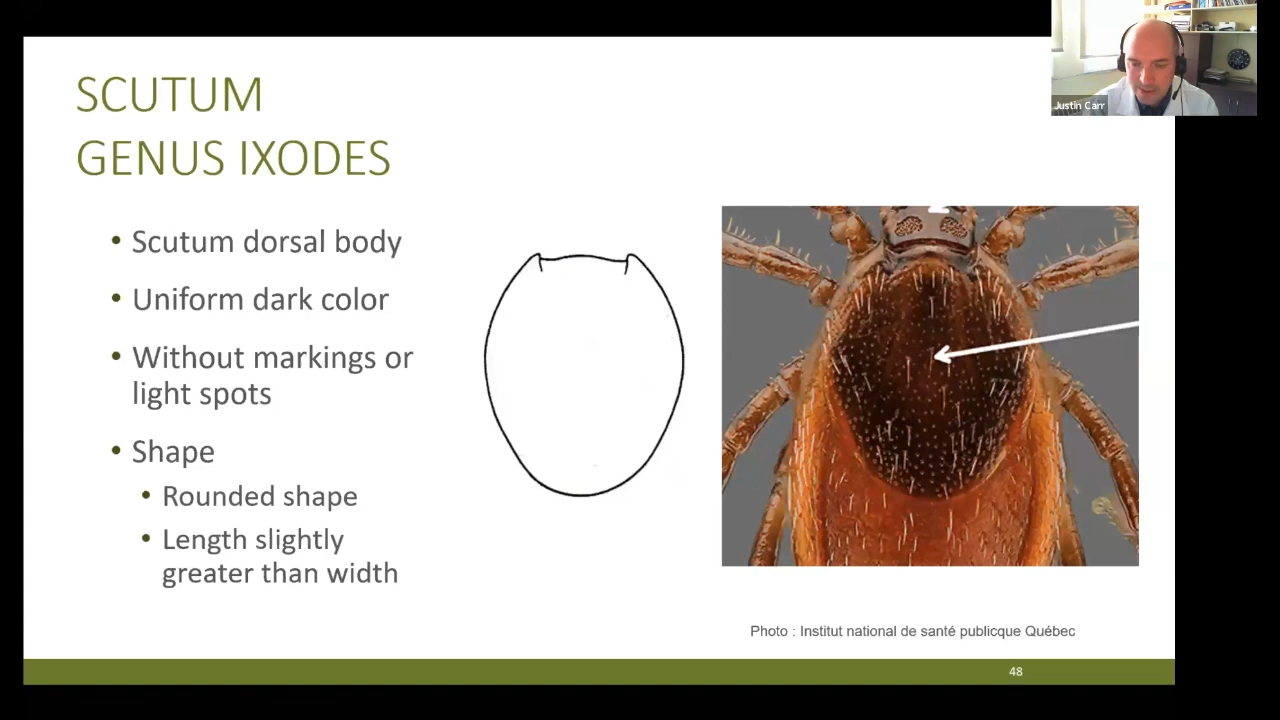 SCUTUM
GENUS IXODES
• Scutum dorsal body
• Uniform dark color
• Without markings or
light spots
• Shape
• Rounded shape
• Length slightly
greater than width
Photo : Institut national de santé publicque Québec
48
Justin Carr